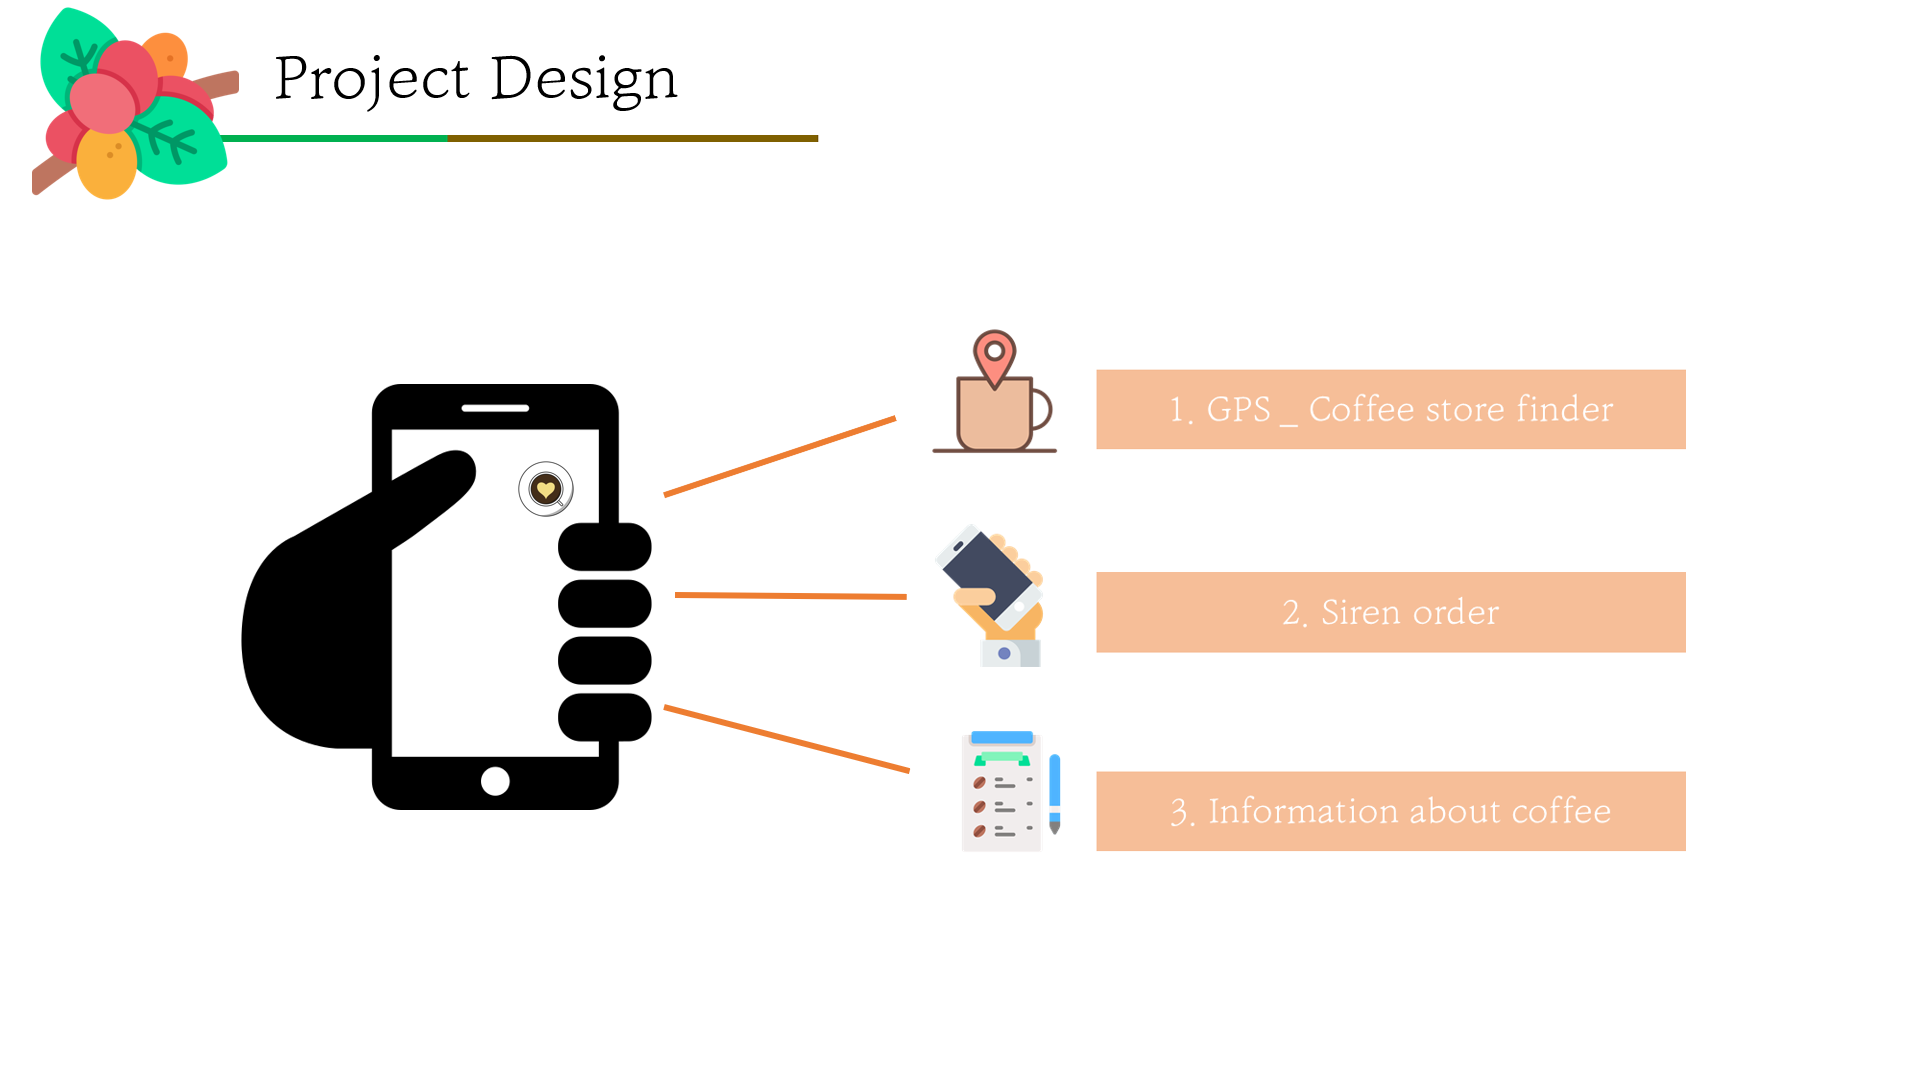 Project Design
1. GPS _ Coffee store finder
2. Siren order
3. Information about coffee